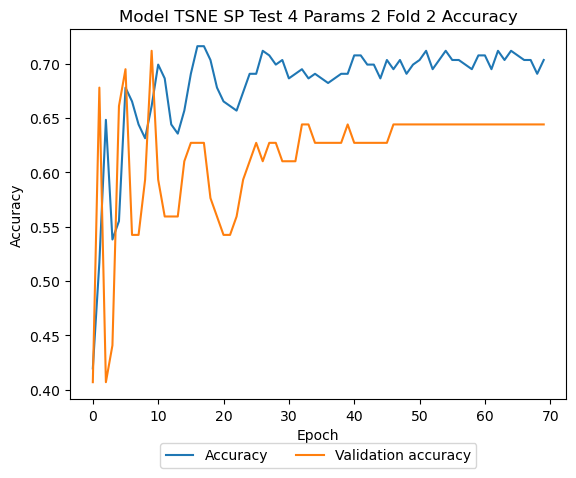 Model TSNE SP Test 4 Params 2 Fold 2 Accuracy
0.70
0.65
0.60
0.55
0.50
0.45
0.40
Accuracy
0 10 20 30 40 50 60 70
Epoch
Accuracy Validation accuracy